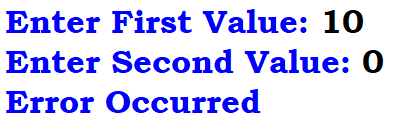 Enter First Value: 10
Enter Second Value: 0
Error Occurred